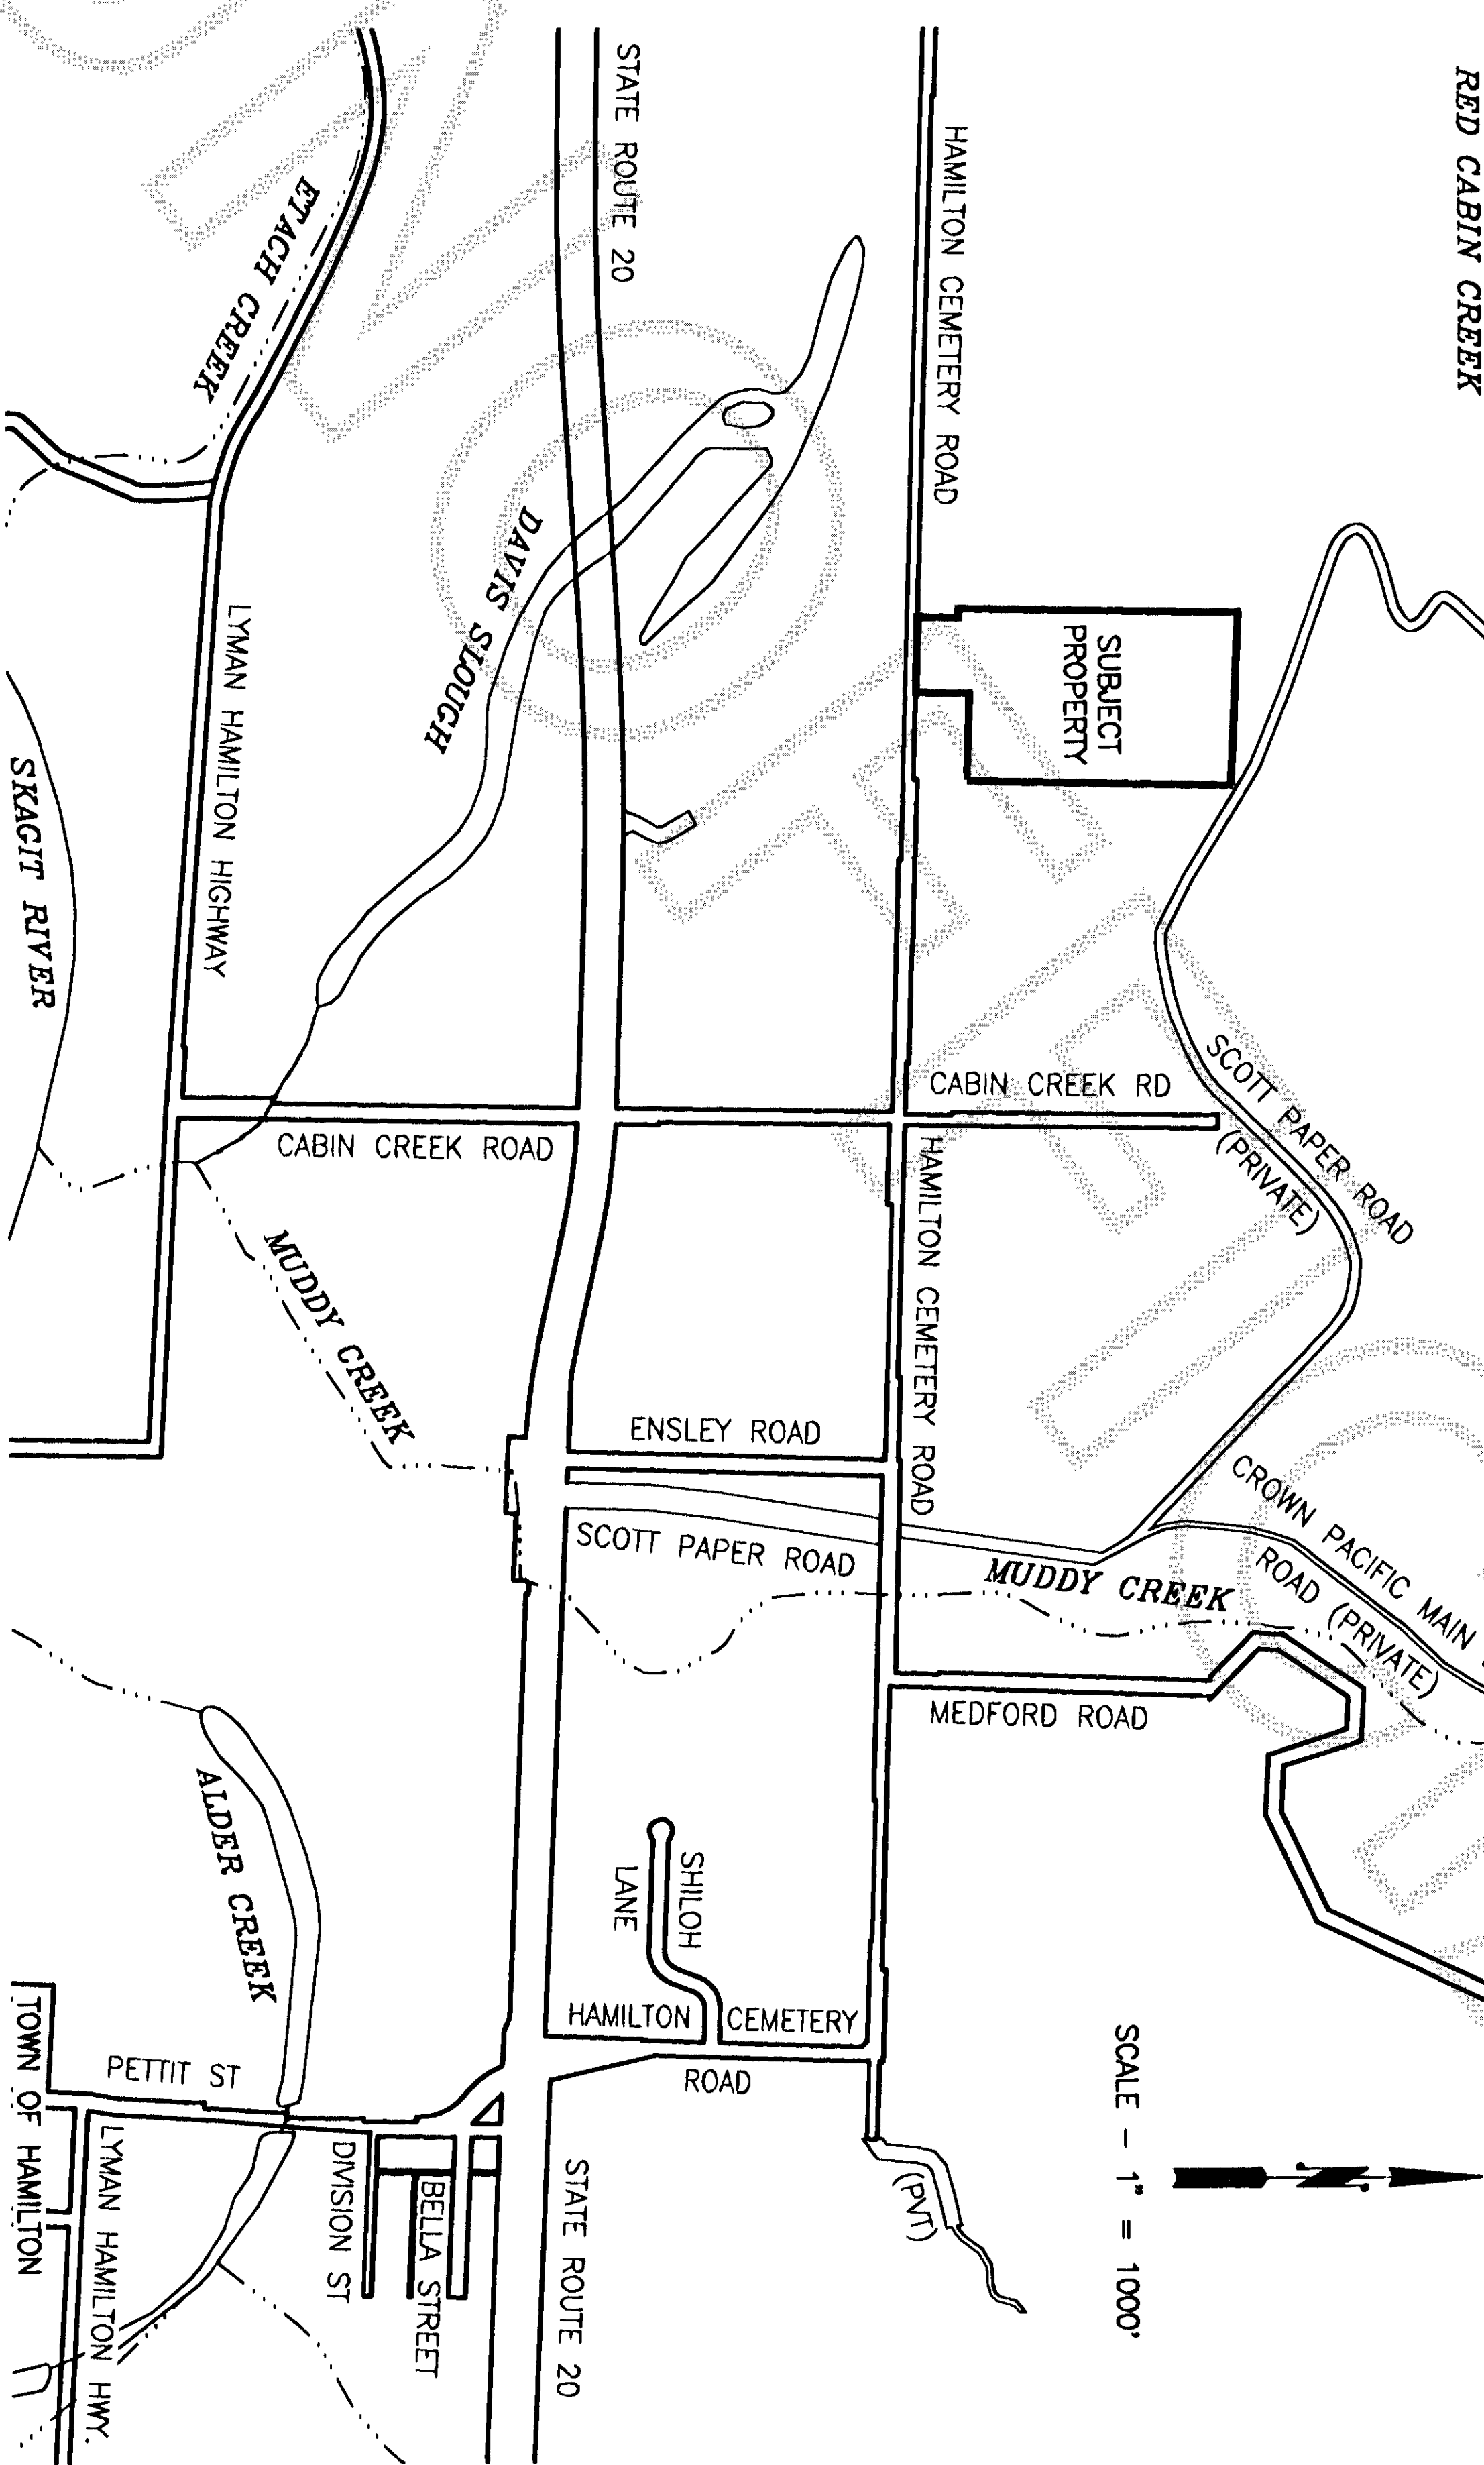 RED CABIN CREEK
SCALE - 1" = 1000'
SCOTT PAPER ROAD
(PRIVATE)
CROWN PACIFIC MAIN
ROAD (PRIVATE)
SUBJECT
PROPERTY
CABIN CREEK RD
MUDDY CREEK
MEDFORD ROAD
HAMILTON CEMETERY ROAD
HAMILTON CEMETERY ROAD
(PVT)
STATE ROUTE 20
ENSLEY ROAD
SCOTT PAPER ROAD
SHILOH
LANE
HAMILTON CEMETERY
ROAD
STATE ROUTE 20
DAVIS SLOUGH
CABIN CREEK ROAD
MUDDY CREEK
BELLA STREET
DIVISION ST
ETACH CREEK
LYMAN HAMILTON HIGHWAY
ALDER CREEK
PETTIT ST
LYMAN HAMILTON HWY.
SKAGIT RIVER
TOWN OF HAMILTON